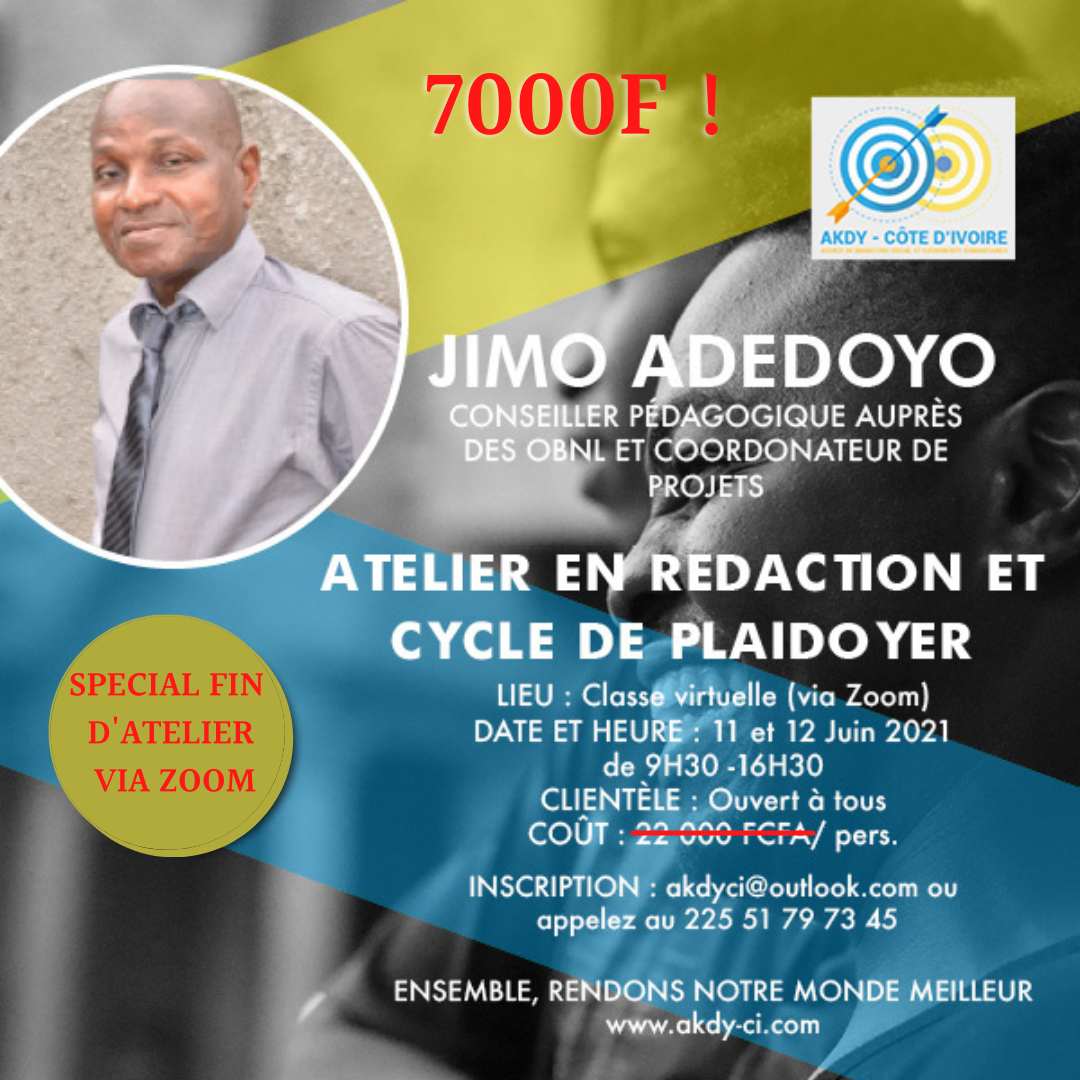 7000F !
AKDY - CÔTE D'IVOIRE
JIMO ADEDOYO
CONSEILLER PÉDAGOGIQUE AUPRÈS
DES OBNL ET COORDONATEUR DE
PROJETS
ATELIER EN REDACTION ET
CYCLE DE PLAIDOYER
SPECIAL FIN
D'ATELIER
VIA ZOOM
LIEU : Classe virtuelle (via Zoom)
DATE ET HEURE : 11 et 12 Juin 2021
de 9H30 -16H30
CLIENTÈLE : Ouvert à tous
COÛT : 22 000 FCFA/ pers.
INSCRIPTION : akdyci@outlook.com ou
appelez au 225 51 79 73 45
ENSEMBLE, RENDONS NOTRE MONDE MEILLEUR
www.akdy-ci.com